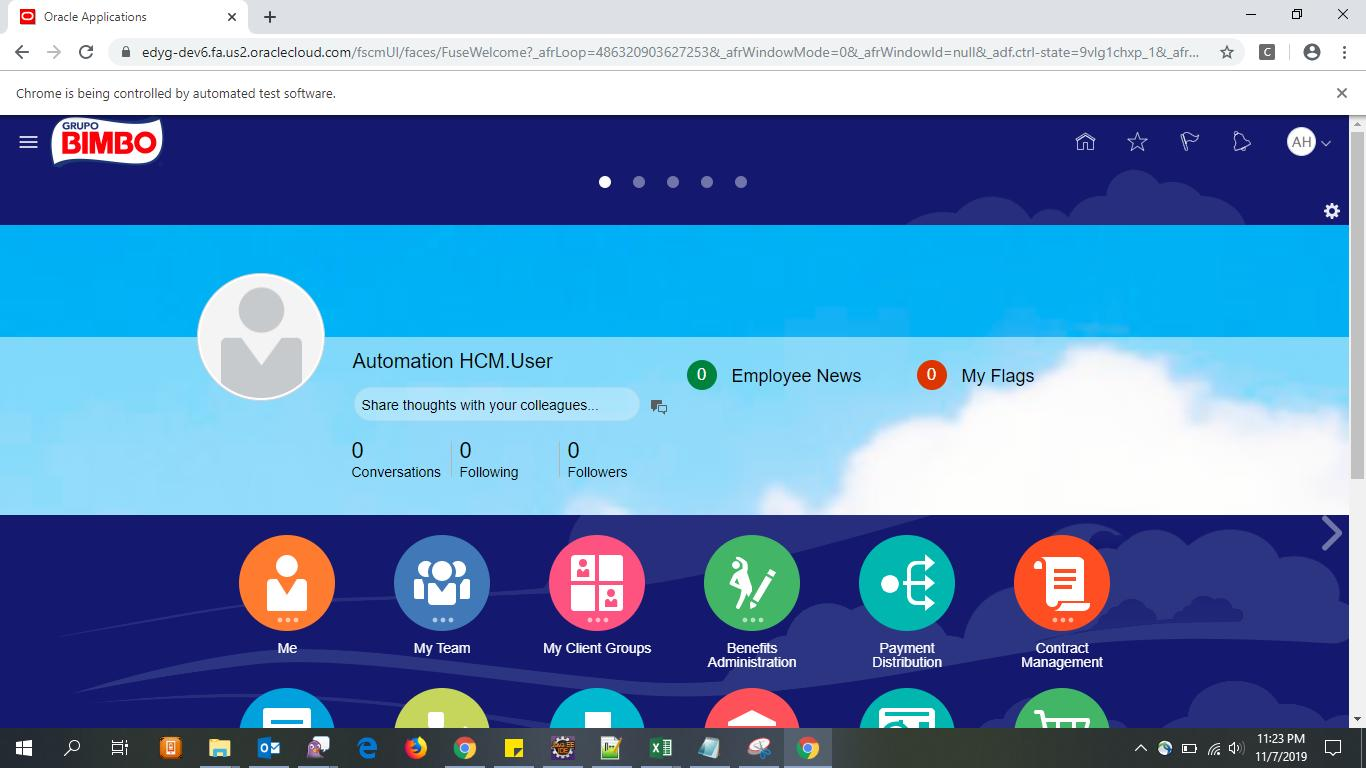 Oracle Applications
edyg-dev6.fa.us2.oraclecloud.com/fscmUI/faces/FuseWelcome?_afrLoop=4863209036272534&_afrWindowMode=0&_afrWindowId=null&_adf.ctrl-state=9vlg1chxp_1&_afr...
Chrome is being controlled by automated test software.
GRUPO
BIMBO
AH
Automation HCM.User
0 Employee News
0 My Flags
Share thoughts with your colleagues...
0 0 0
Conversations Following Followers
Me
My Team
My Client Groups
Benefits
Administration
Payment
Distribution
Contract
Management
11:23 PM
11/7/2019